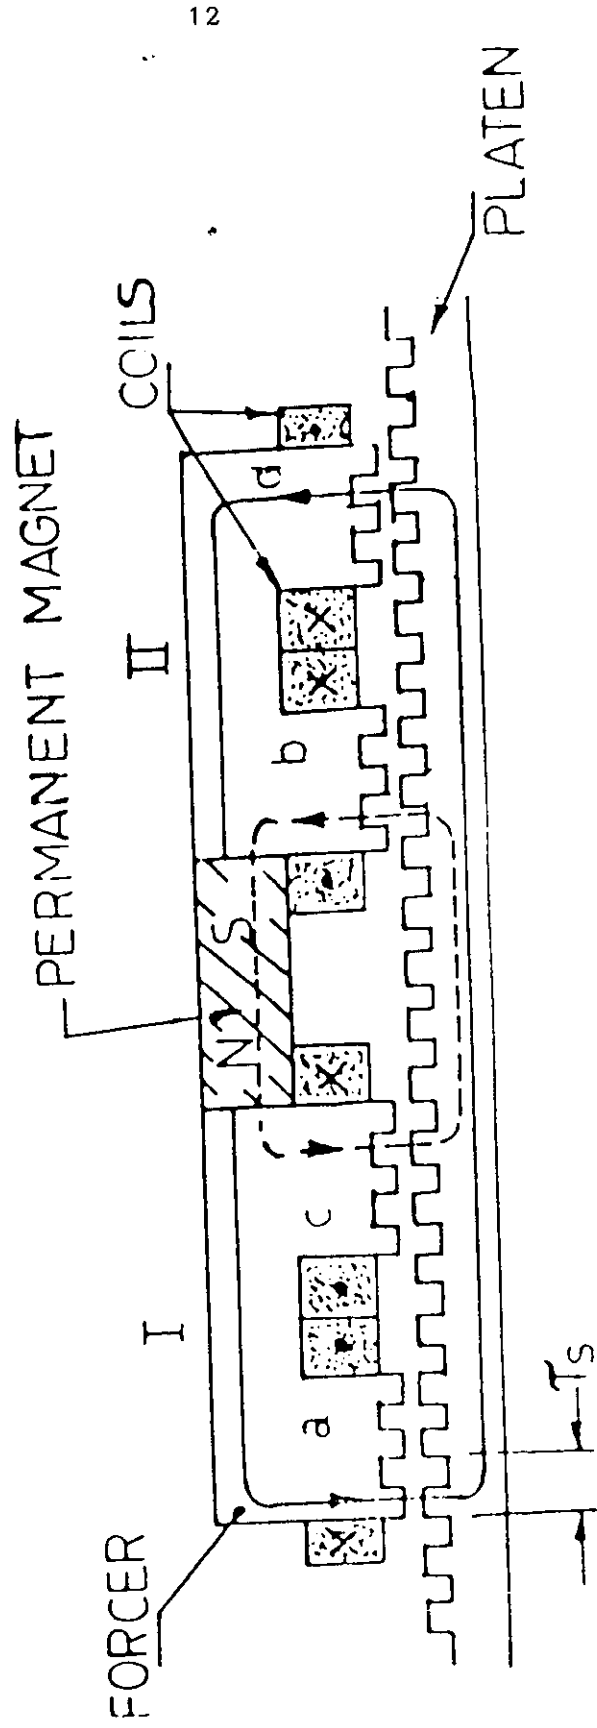 12
PERMANENT MAGNET
I
II
COILS
FORCER
N
S
a
c
b
d
PLATEN
τs